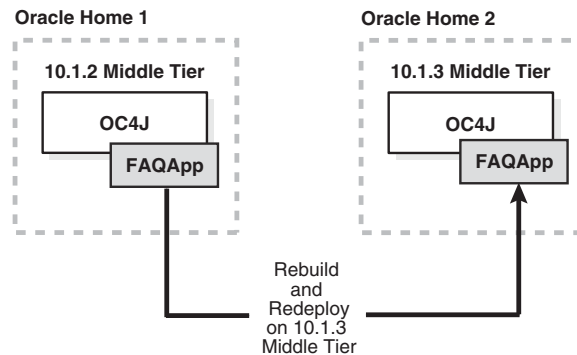 Oracle Home 1
10.1.2 Middle Tier
OC4J
FAQApp
Oracle Home 2
10.1.3 Middle Tier
OC4J
FAQApp
Rebuild
and
Redeploy
on 10.1.3
Middle Tier